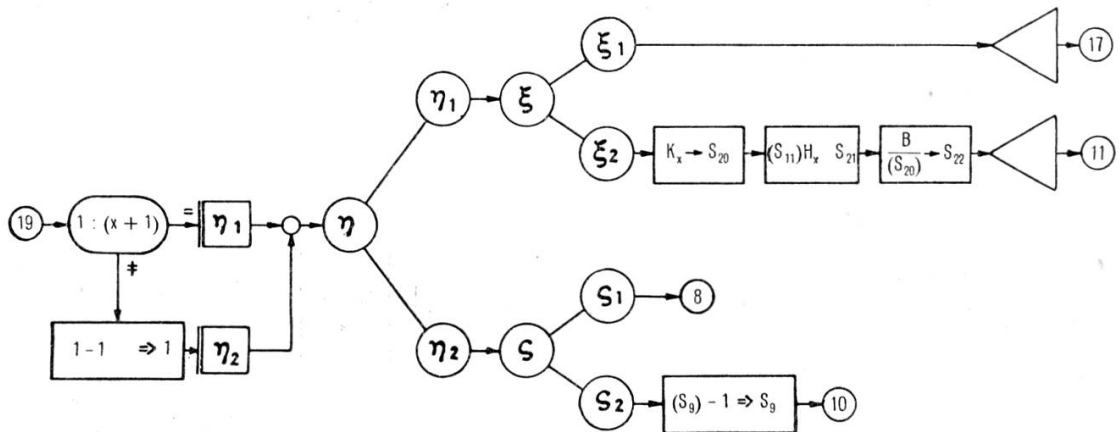 ξ₁
17
η₁
ξ
ξ₂
Kₓ → S₂₀
(S₁₁)Hₓ S₂₁
B/(S₂₀) → S₂₂
11
19
1 : (x + 1)
=
η₁
η
≠
1 - 1 ⇒ 1
η₂
η₂
ς
ς₁
8
ς₂
(S₉) - 1 ⇒ S₉
10